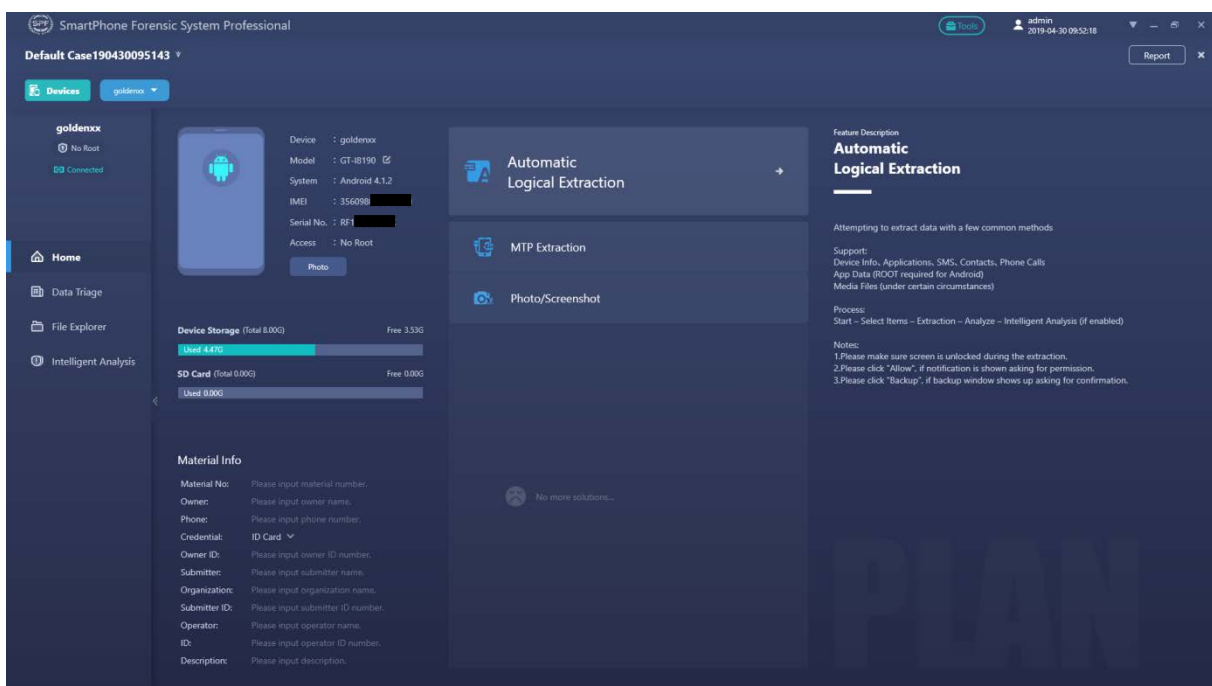 SPF
SmartPhone Forensic System Professional
Tools
admin
2019-04-30 09:52:18
Default Case190430095143
Report
Devices
goldenxx
goldenxx
No Root
Connected
Home
Data Triage
File Explorer
Intelligent Analysis
Device : goldenxx
Model : GT-I8190
System : Android 4.1.2
IMEI : 356098
Serial No. : RF1
Access : No Root
Photo
Device Storage (Total 8.00G) Free 3.53G
Used 4.47G
SD Card (Total 0.00G) Free 0.00G
Used 0.00G
Material Info
Material No: Please input material number.
Owner: Please input owner name.
Phone: Please input phone number.
Credential: ID Card
Owner ID: Please input owner ID number.
Submitter: Please input submitter name.
Organization: Please input organization name.
Submitter ID: Please input submitter ID number.
Operator: Please input operator name.
ID: Please input operator ID number.
Description: Please input description.
Automatic
Logical Extraction
MTP Extraction
Photo/Screenshot
No more solutions...
Feature Description
Automatic
Logical Extraction
Attempting to extract data with a few common methods
Support:
Device Info、Applications、SMS、Contacts、Phone Calls
App Data (ROOT required for Android)
Media Files (under certain circumstances)
Process:
Start – Select Items – Extraction – Analyze – Intelligent Analysis (if enabled)
Notes:
1.Please make sure screen is unlocked during the extraction.
2.Please click "Allow", if notification is shown asking for permission.
3.Please click "Backup", if backup window shows up asking for confirmation.
PLAN